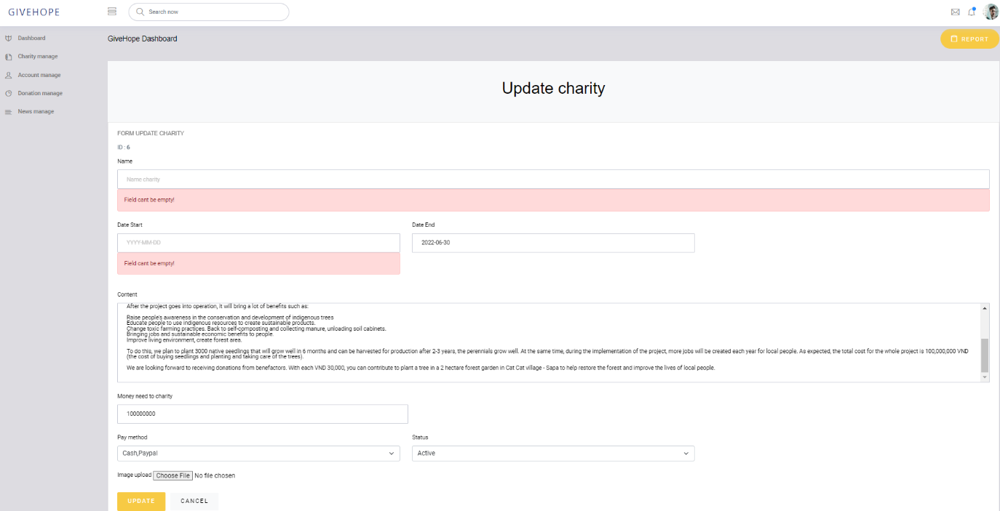 GIVEHOPE
Search now
Dashboard
Charity manage
Account manage
Donation manage
News manage
GiveHope Dashboard
REPORT
Update charity
FORM UPDATE CHARITY
ID : 6
Name
Name charity
Field cant be empty!
Date Start
Date End
YYYY-MM-DD
2022-06-30
Field cant be empty!
Content
After the project goes into operation, it will bring a lot of benefits such as:
Raise people's awareness in the conservation and development of indigenous trees
Educate people to use indigenous resources to create sustainable products.
Change toxic farming practices. Back to self-composting and collecting manure, unloading soil cabinets.
Bringing jobs and sustainable economic benefits to people.
Improve living environment, create forest area.
To do this, we plan to plant 3000 native seedlings that will grow well in 6 months and can be harvested for production after 2-3 years, the perennials grow well. At the same time, during the implementation of the project, more jobs will be created each year for local people. As expected, the total cost for the whole project is 100,000,000 VND
(the cost of buying seedlings and planting and taking care of the trees).
We are looking forward to receiving donations from benefactors. With each VND 30,000, you can contribute to plant a tree in a 2 hectare forest garden in Cat Cat village - Sapa to help restore the forest and improve the lives of local people.
Money need to charity
100000000
Pay method
Status
Cash,Paypal
Active
Image upload Choose File No file chosen
UPDATE
CANCEL